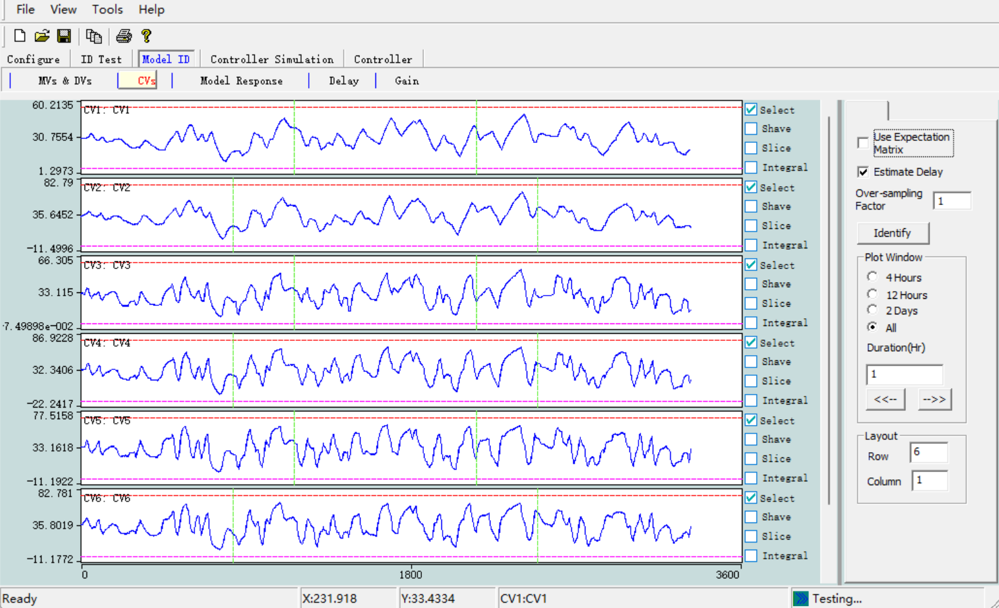 File View Tools Help
Configure ID Test Model ID Controller Simulation Controller
MVs & DVs CVs Model Response Delay Gain
60.2135
30.7554
1.2973
CV1: CV1
Select
Shave
Slice
Integral
82.79
35.6452
-11.4996
CV2: CV2
Select
Shave
Slice
Integral
66.305
33.115
-7.49898e-002
CV3: CV3
Select
Shave
Slice
Integral
86.9228
32.3406
-22.2417
CV4: CV4
Select
Shave
Slice
Integral
77.5158
33.1618
-11.1922
CV5: CV5
Select
Shave
Slice
Integral
82.781
35.8019
-11.1772
CV6: CV6
Select
Shave
Slice
Integral
0 1800 3600
Use Expectation
Matrix
Estimate Delay
Over-sampling
Factor
1
Identify
Plot Window
4 Hours
12 Hours
2 Days
All
Duration(Hr)
1
<<-- -->>
Layout
Row 6
Column 1
Ready X:231.918 Y:33.4334 CV1:CV1 Testing...